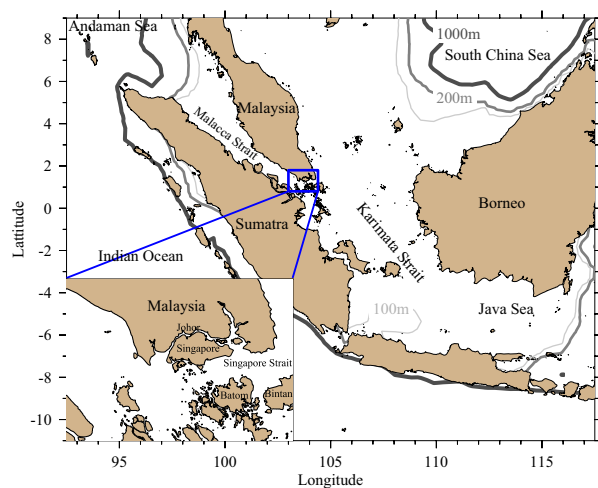 Andaman Sea
1000m
South China Sea
200m
Malaysia
Malacca Strait
Borneo
Sumatra
Karimata Strait
Indian Ocean
100m
Java Sea
Malaysia
Johor
Singapore
Singapore Strait
Batom
Bintan
8
6
4
2
0
-2
-4
-6
-8
-10
Lattitude
95
100
105
110
115
Longitude